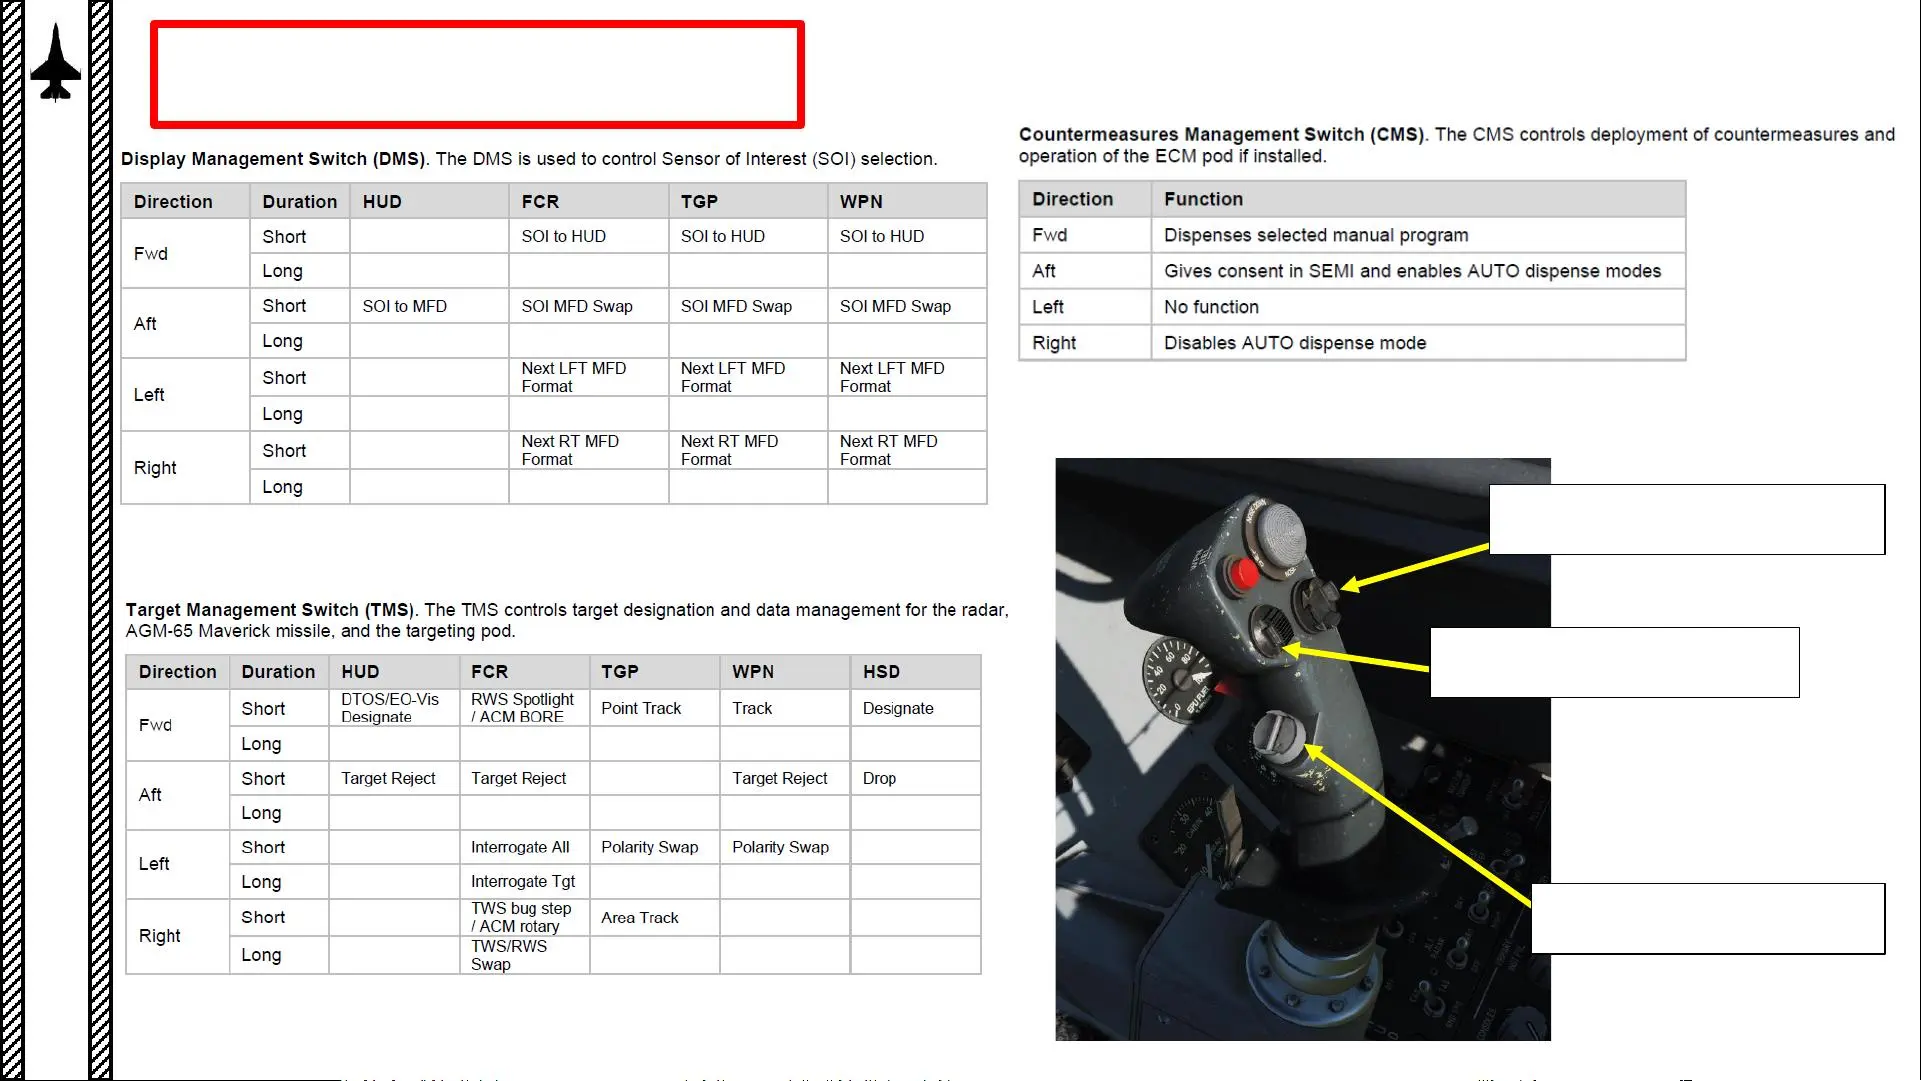 Display Management Switch (DMS). The DMS is used to control Sensor of Interest (SOI) selection.
Direction Duration HUD FCR TGP WPN
Fwd
Short SOI to HUD SOI to HUD SOI to HUD
Long
Aft
Short SOI to MFD SOI MFD Swap SOI MFD Swap SOI MFD Swap
Long
Left
Short Next LFT MFD Format Next LFT MFD Format Next LFT MFD Format
Long
Right
Short Next RT MFD Format Next RT MFD Format Next RT MFD Format
Long
Target Management Switch (TMS). The TMS controls target designation and data management for the radar,
AGM-65 Maverick missile, and the targeting pod.
Direction Duration HUD FCR TGP WPN HSD
Fwd
Short DTOS/EO-Vis Designate RWS Spotlight / ACM BORE Point Track Track Designate
Long
Aft
Short Target Reject Target Reject Target Reject Drop
Long
Left
Short Interrogate All Polarity Swap Polarity Swap
Long Interrogate Tgt
Right
Short TWS bug step / ACM rotary Area Track
Long TWS/RWS Swap
Countermeasures Management Switch (CMS). The CMS controls deployment of countermeasures and
operation of the ECM pod if installed.
Direction Function
Fwd Dispenses selected manual program
Aft Gives consent in SEMI and enables AUTO dispense modes
Left No function
Right Disables AUTO dispense mode
WPN
REL
EPU FUEL
CABIN